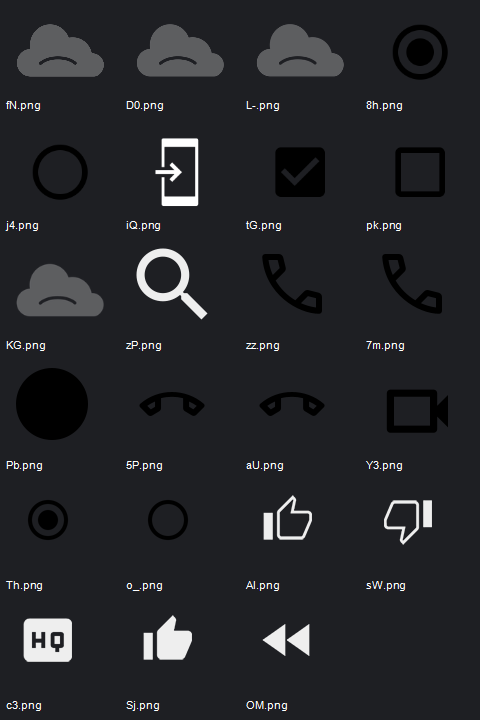 fN.png D0.png L-.png 8h.png
j4.png iQ.png tG.png pk.png
KG.png zP.png zz.png 7m.png
Pb.png 5P.png aU.png Y3.png
Th.png o_.png AI.png sW.png
HQ
c3.png Sj.png OM.png